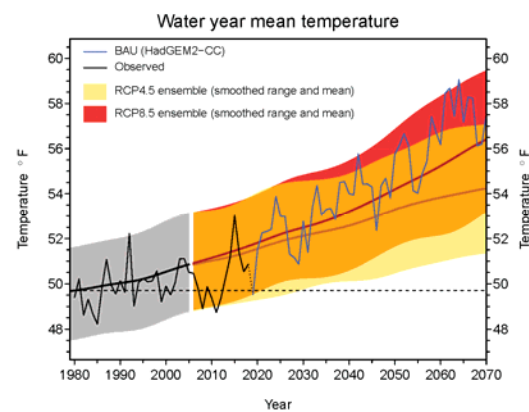 Water year mean temperature
BAU (HadGEM2−CC)
Observed
RCP4.5 ensemble (smoothed range and mean)
RCP8.5 ensemble (smoothed range and mean)
Temperature °F
60
58
56
54
52
50
48
60
58
56
54
52
50
48
Temperature °F
1980 1990 2000 2010 2020 2030 2040 2050 2060 2070
Year